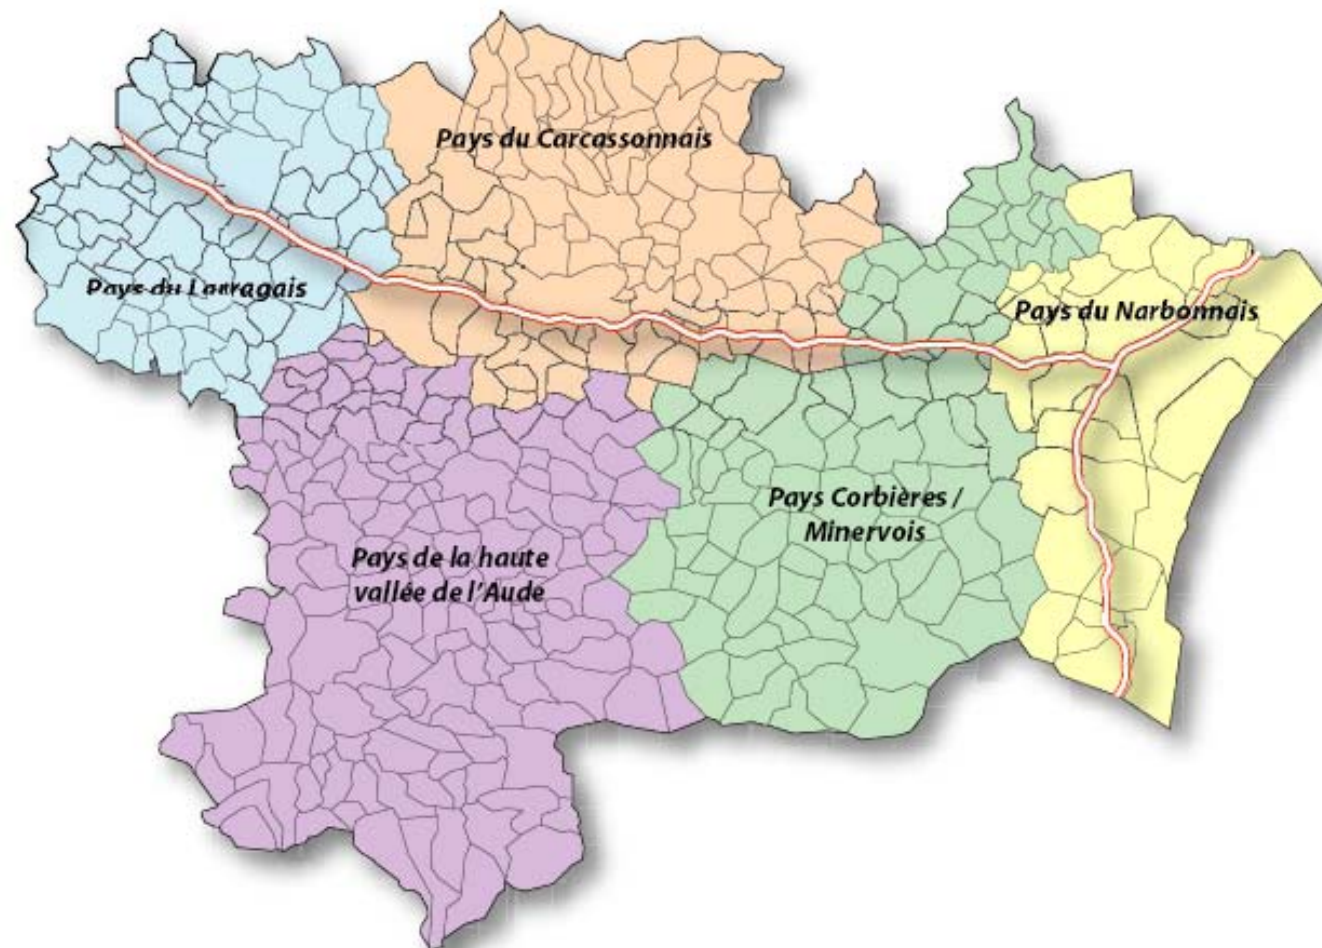 Pays du Carcassonnais
Pays du Lauragais
Pays du Narbonnais
Pays Corbières /
Minervois
Pays de la haute
vallée de l'Aude